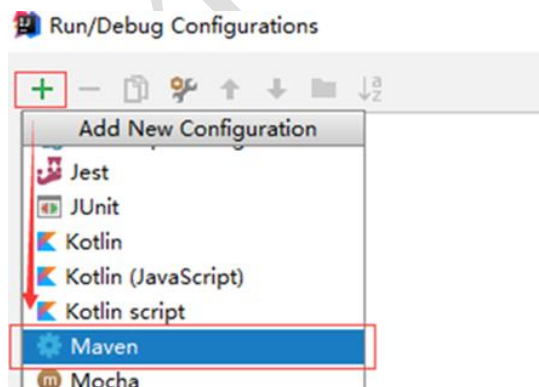 Run/Debug Configurations
Add New Configuration
Jest
JUnit
Kotlin
Kotlin (JavaScript)
Kotlin script
Maven
Mocha